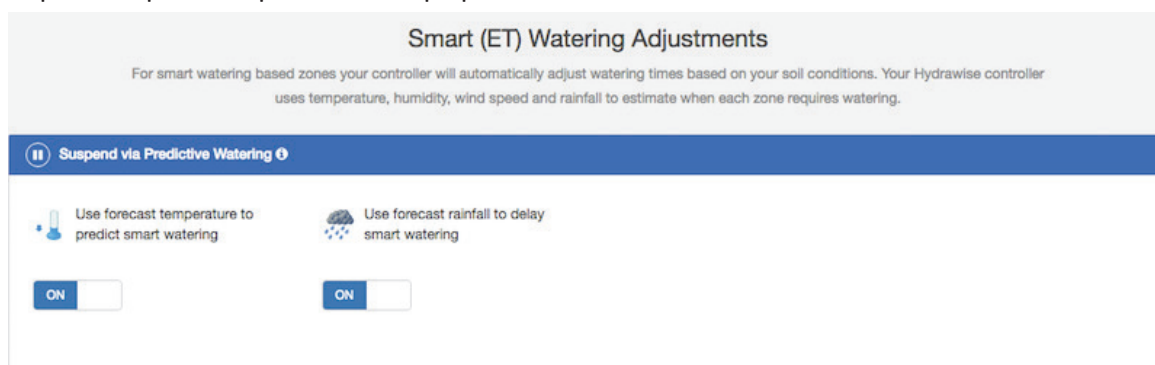 Smart (ET) Watering Adjustments
For smart watering based zones your controller will automatically adjust watering times based on your soil conditions. Your Hydrawise controller
uses temperature, humidity, wind speed and rainfall to estimate when each zone requires watering.
Suspend via Predictive Watering
Use forecast temperature to
predict smart watering
Use forecast rainfall to delay
smart watering
ON
ON